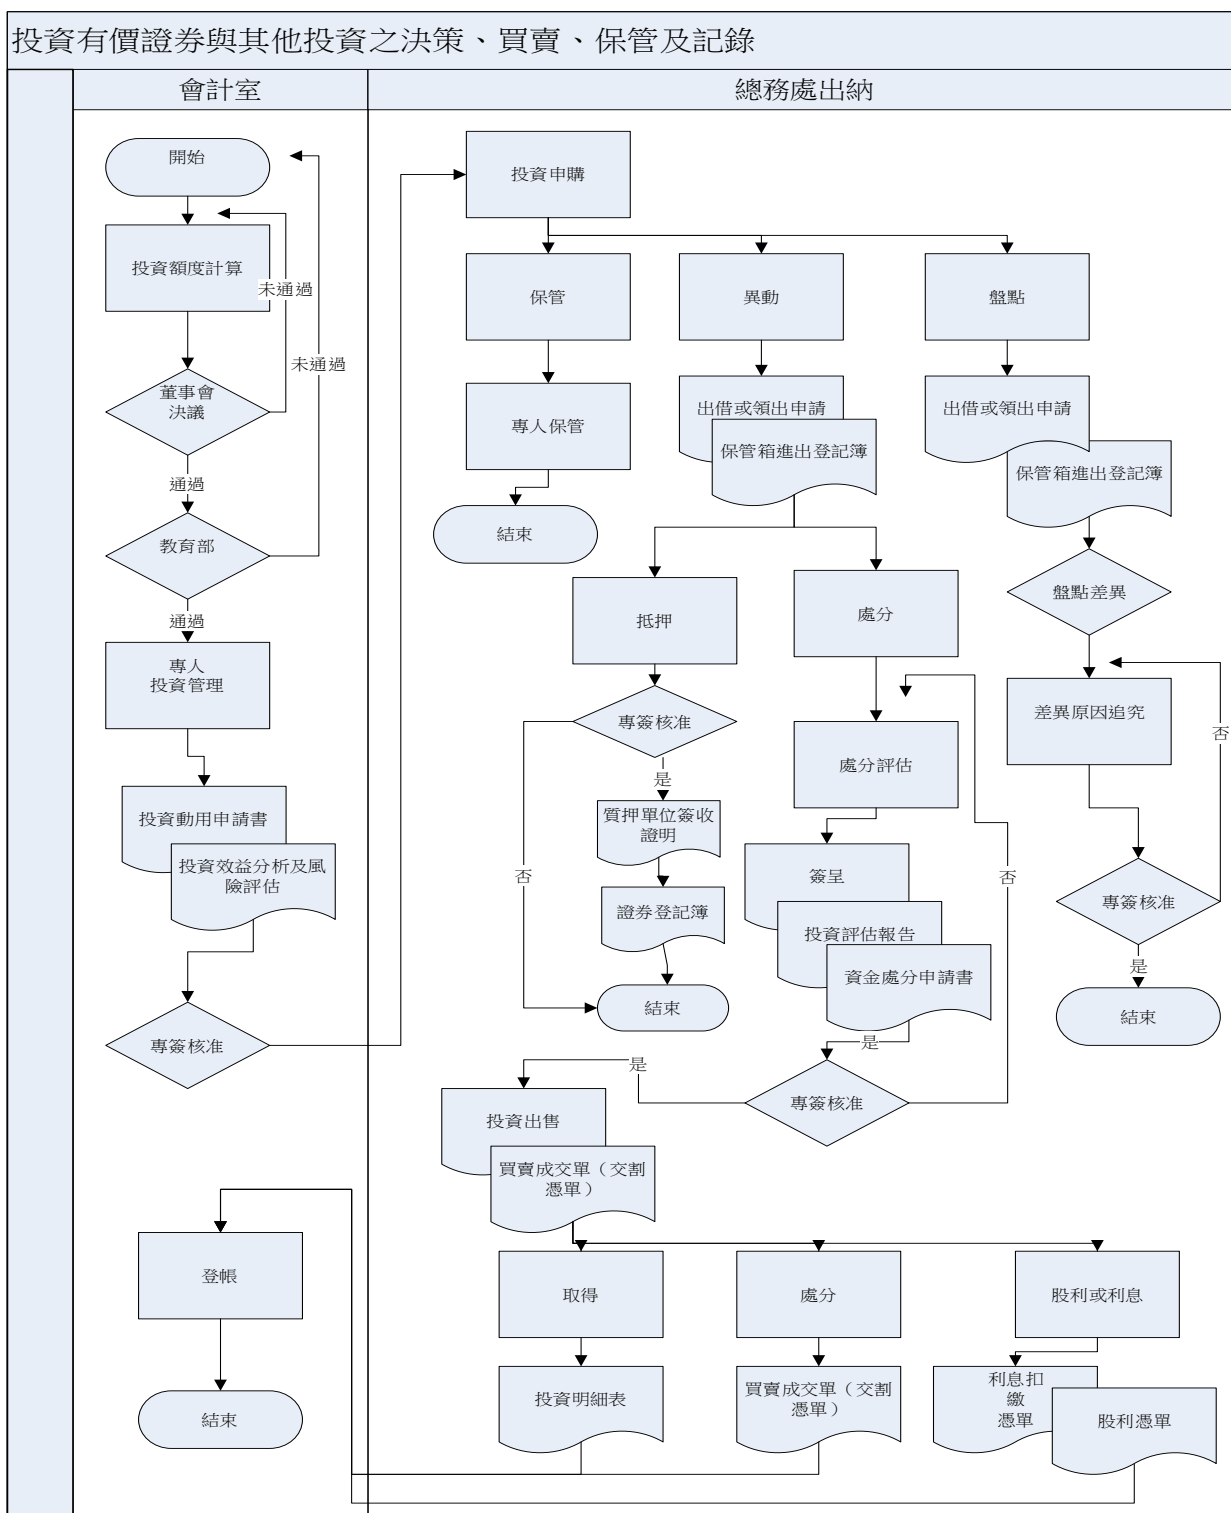 投資有價證券與其他投資之決策、買賣、保管及記錄
會計室
總務處出納
開始
投資額度計算
未通過
未通過
董事會
決議
通過
教育部
通過
專人
投資管理
投資動用申請書
投資效益分析及風
險評估
專簽核准
投資申購
保管
異動
盤點
專人保管
出借或領出申請
保管箱進出登記簿
出借或領出申請
保管箱進出登記簿
結束
抵押
處分
盤點差異
專簽核准
處分評估
差異原因追究
否
是
質押單位簽收
證明
否
簽呈
否
證券登記簿
投資評估報告
專簽核准
資金處分申請書
是
結束
結束
是
專簽核准
是
投資出售
買賣成交單（交割
憑單）
登帳
取得
處分
股利或利息
投資明細表
買賣成交單（交割
憑單）
利息扣
繳
憑單
股利憑單
結束